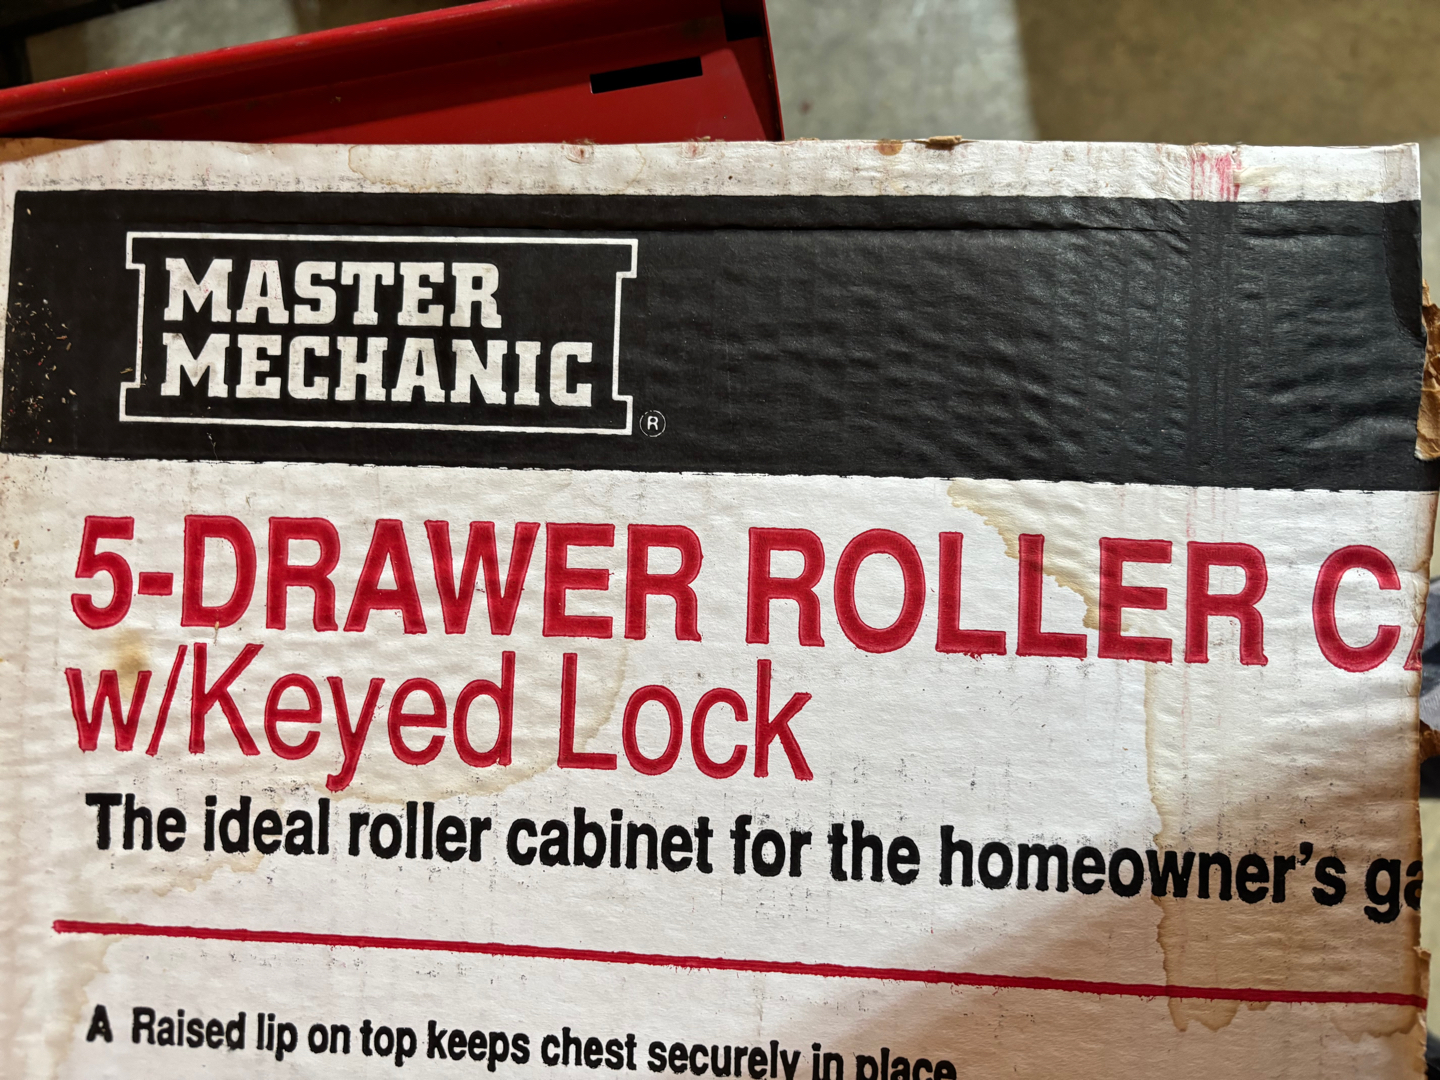 MASTER
MECHANIC
®
5-DRAWER ROLLER
w/Keyed Lock
The ideal roller cabinet for the homeowner's
A Raised lip on top keeps chest securely in place